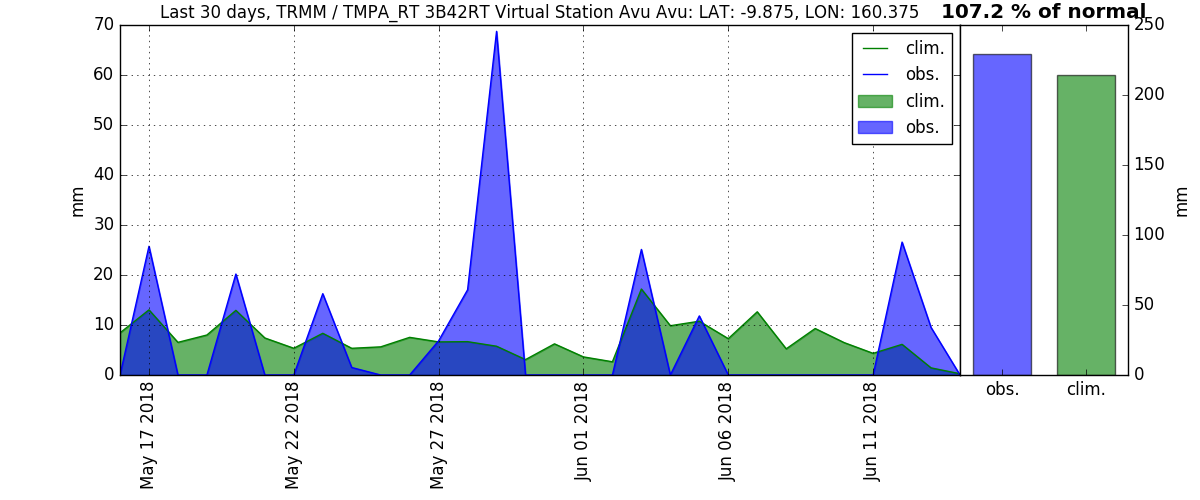 Last 30 days, TRMM / TMPA_RT 3B42RT Virtual Station Avu Avu: LAT: -9.875, LON: 160.375
107.2 % of normal
70
60
50
40
30
20
10
0
mm
May 17 2018
May 22 2018
May 27 2018
Jun 01 2018
Jun 06 2018
Jun 11 2018
clim.
obs.
clim.
obs.
250
200
150
100
50
0
mm
obs.
clim.